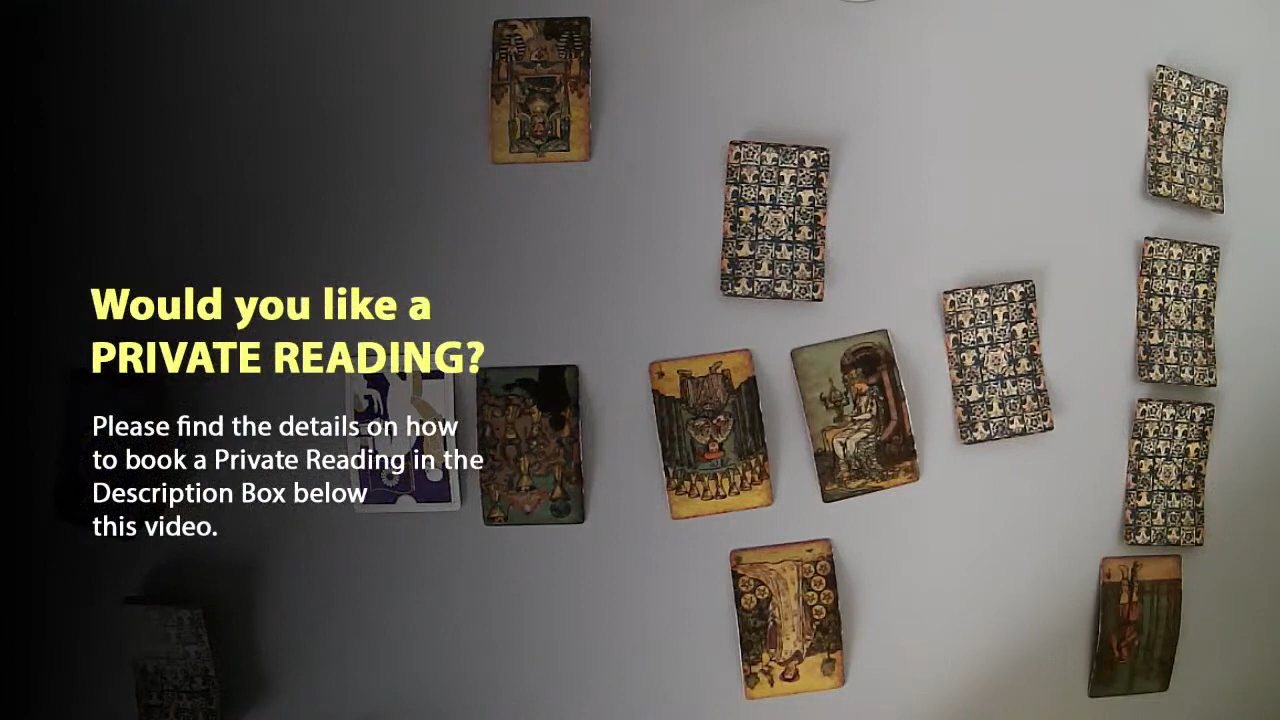 Would you like a
PRIVATE READING?
Please find the details on how
to book a Private Reading in the
Description Box below
this video.